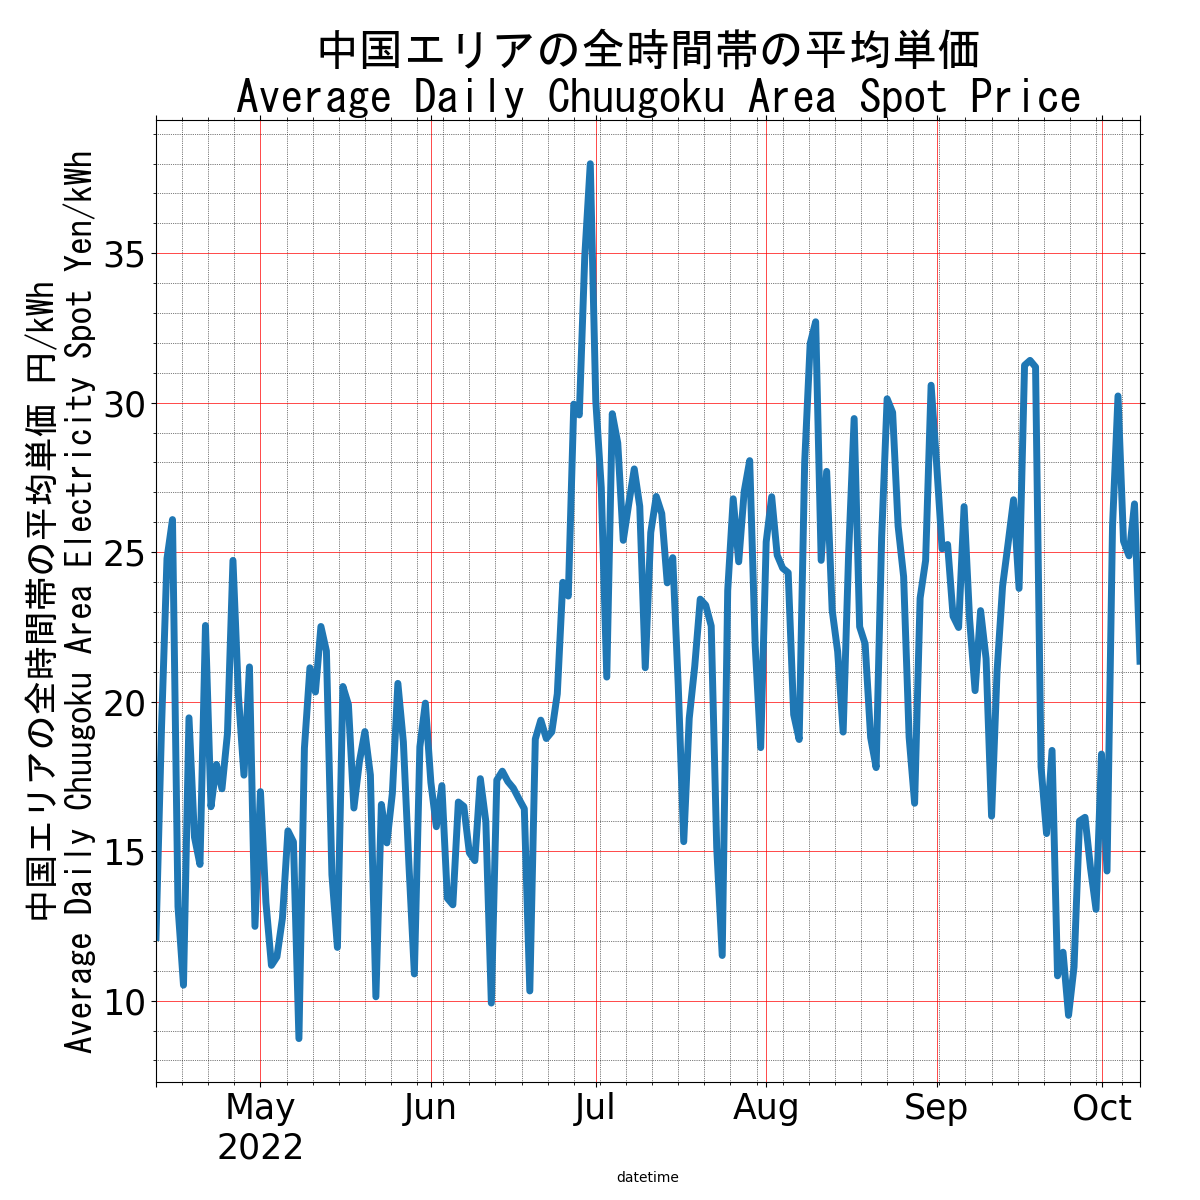 中国エリアの全時間帯の平均単価
Average Daily Chuugoku Area Spot Price
中国エリアの全時間帯の平均単価 円/kWh
Average Daily Chuugoku Area Electricity Spot Yen/kWh
35
30
25
20
15
10
May
2022
Jun
Jul
Aug
Sep
Oct
datetime